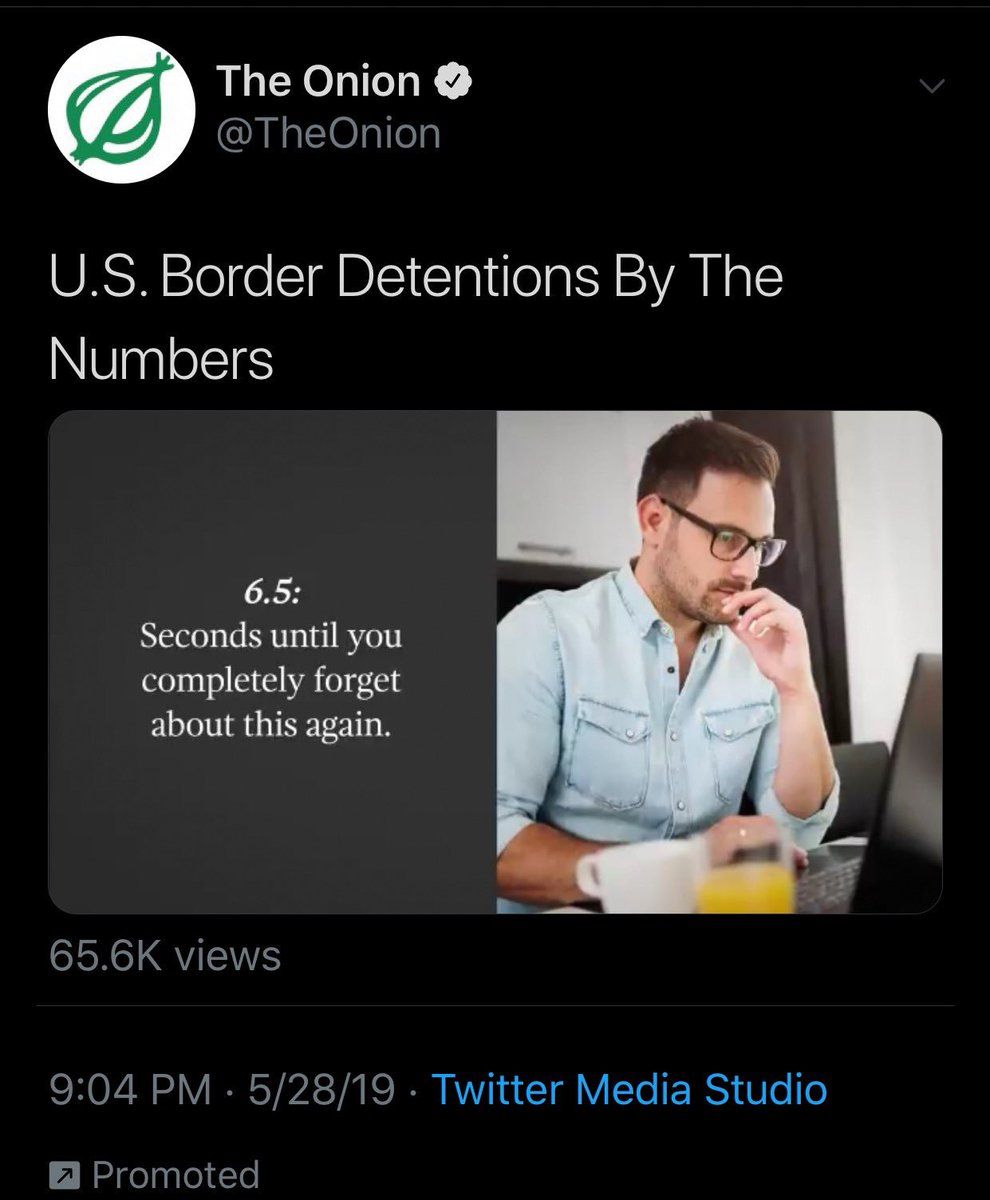 The Onion
@TheOnion
U.S. Border Detentions By The
Numbers
6.5:
Seconds until you
completely forget
about this again.
65.6K views
9:04 PM · 5/28/19 · Twitter Media Studio
Promoted